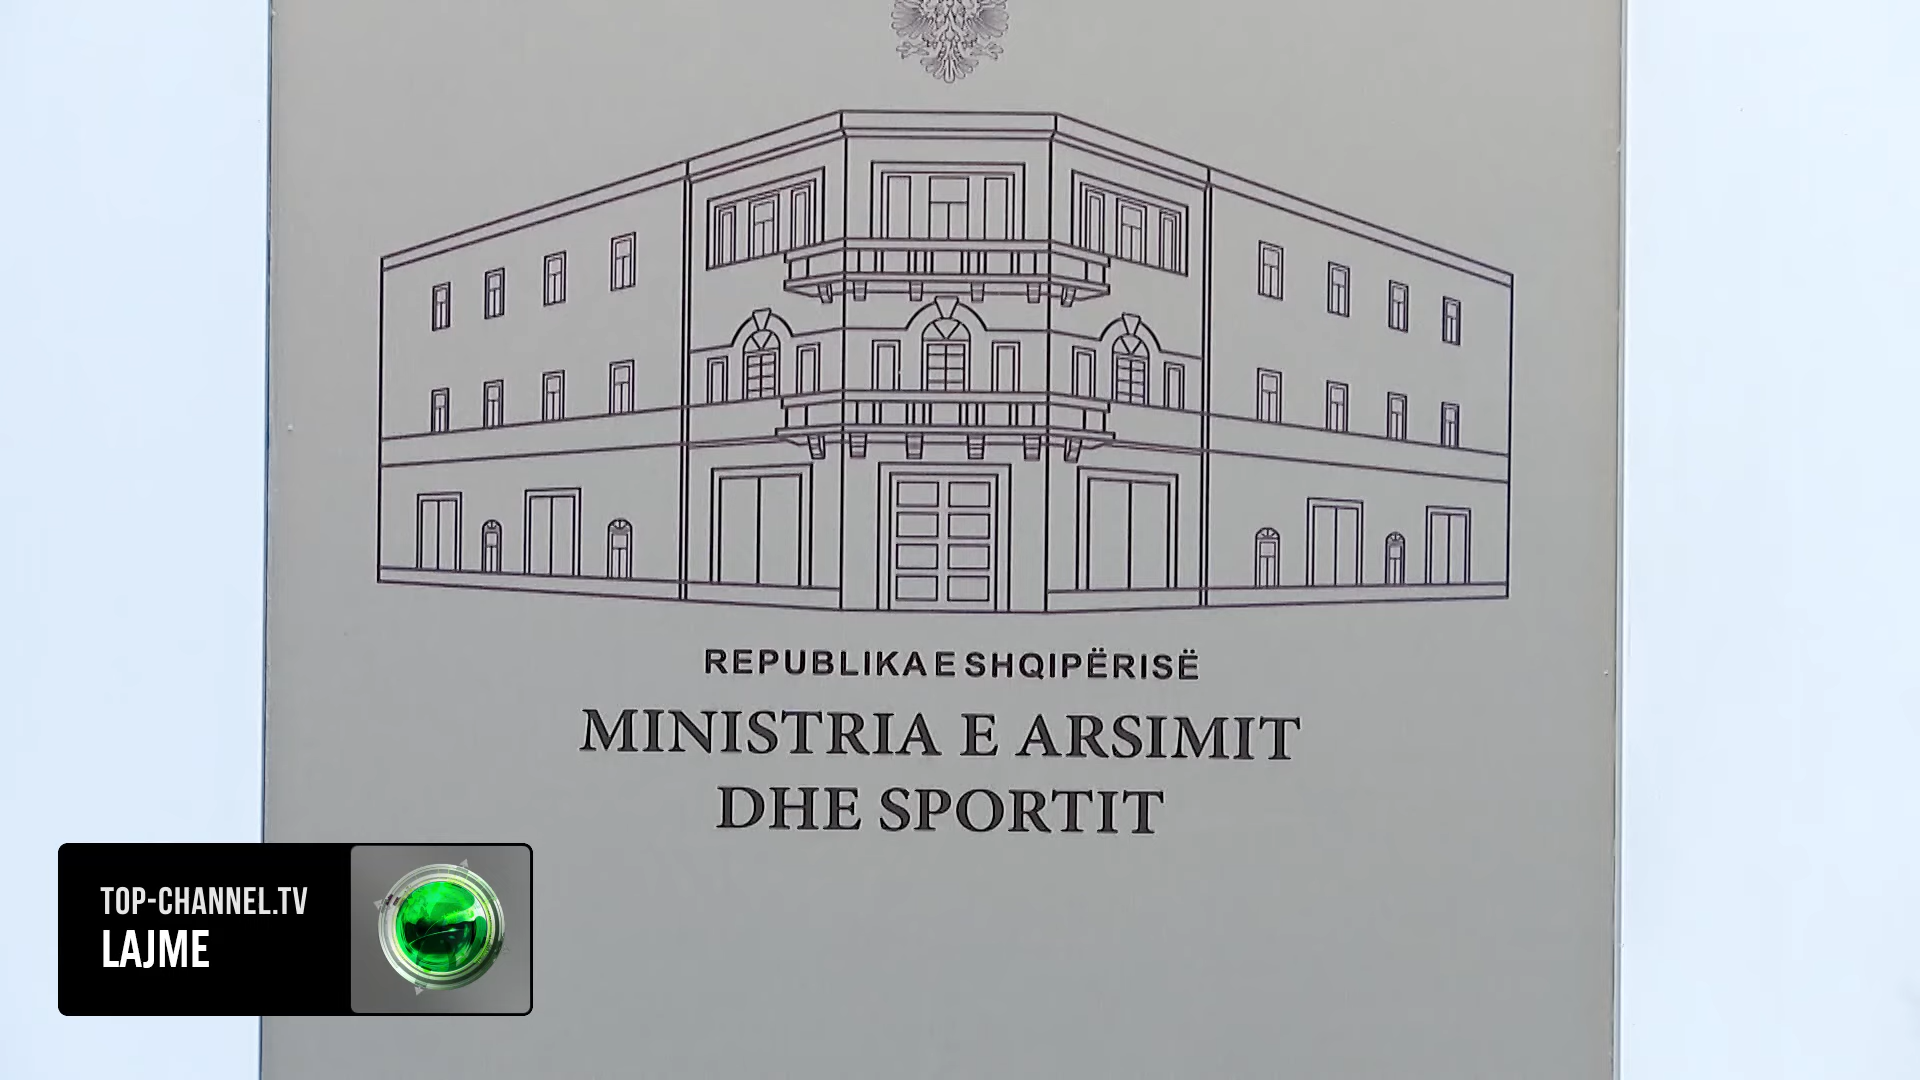 REPUBLIKA E SHQIPËRISË
MINISTRIA E ARSIMIT
DHE SPORTIT
TOP-CHANNEL.TV
LAJME